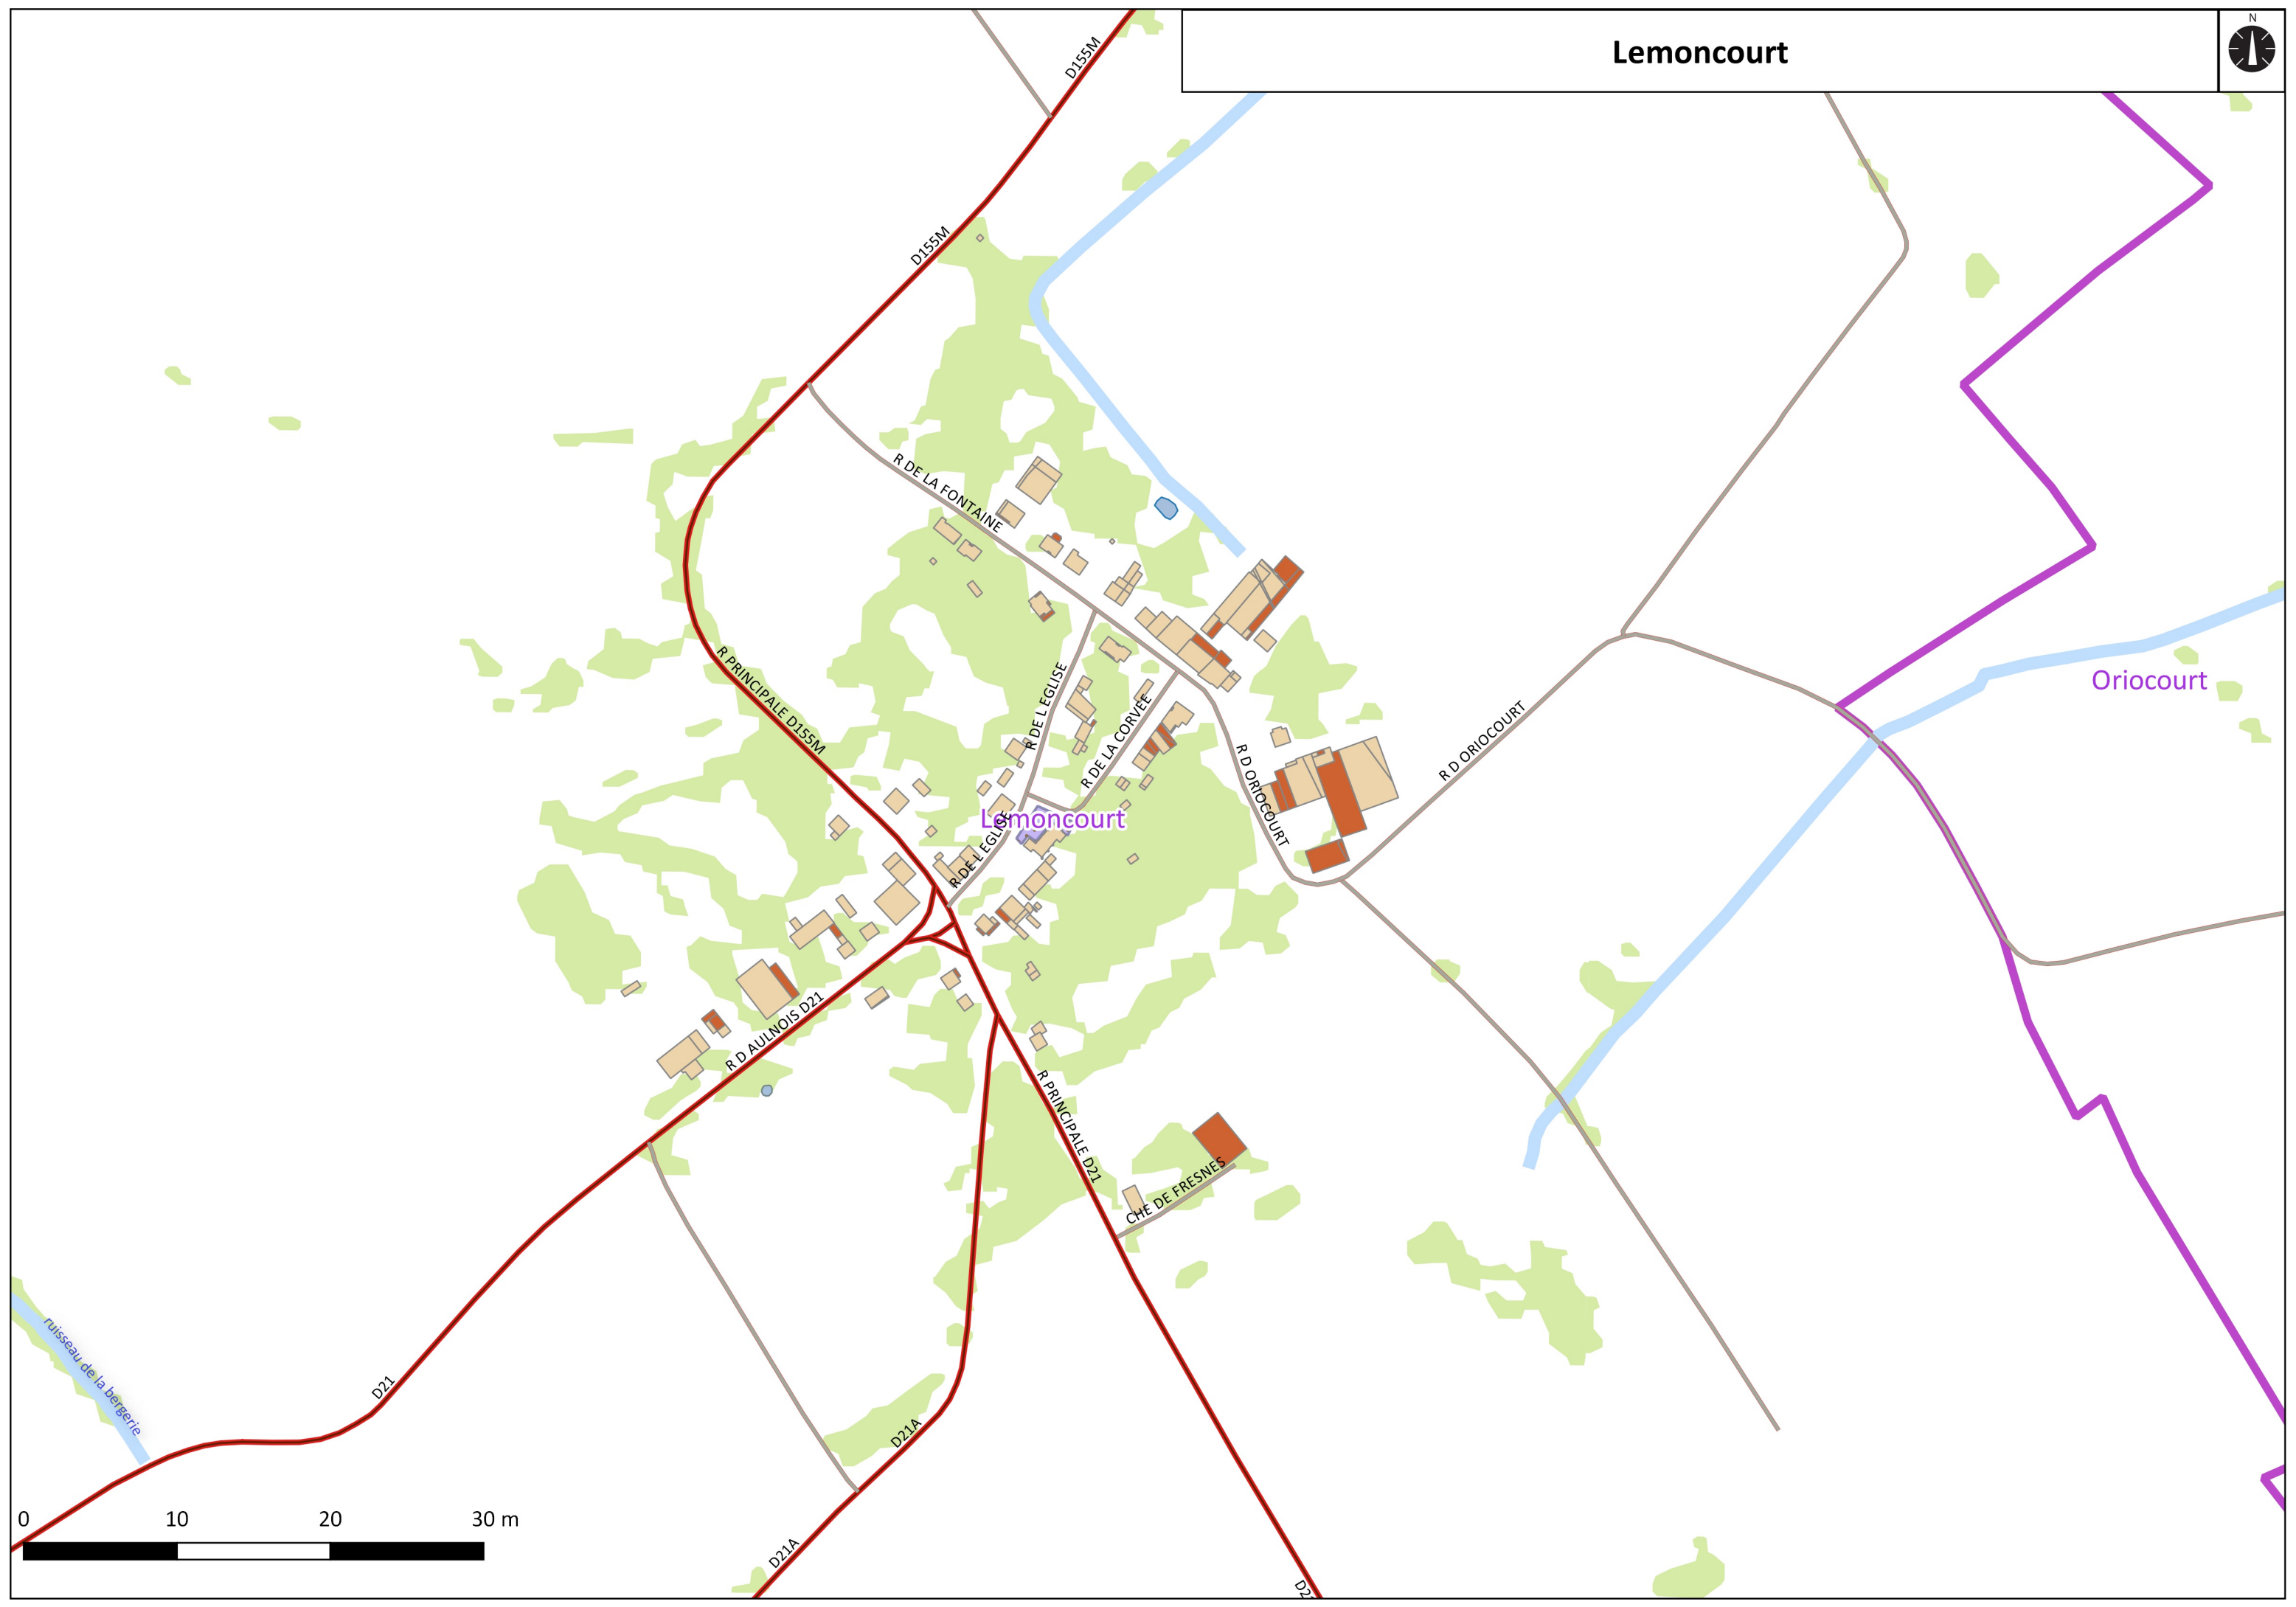 Lemoncourt
N
D155M
D155M
R DE LA FONTAINE
R PRINCIPALE D155M
R DE L EGLISE
R DE LA CORVEE
R D ORIOCOURT
R D ORIOCOURT
Oriocourt
Lemoncourt
R DE L EGLISE
R D AULNOIS D21
R PRINCIPALE D21
CHE DE FRESNES
ruisseau de la bergerie
D21
D21A
D21A
0 10 20 30 m